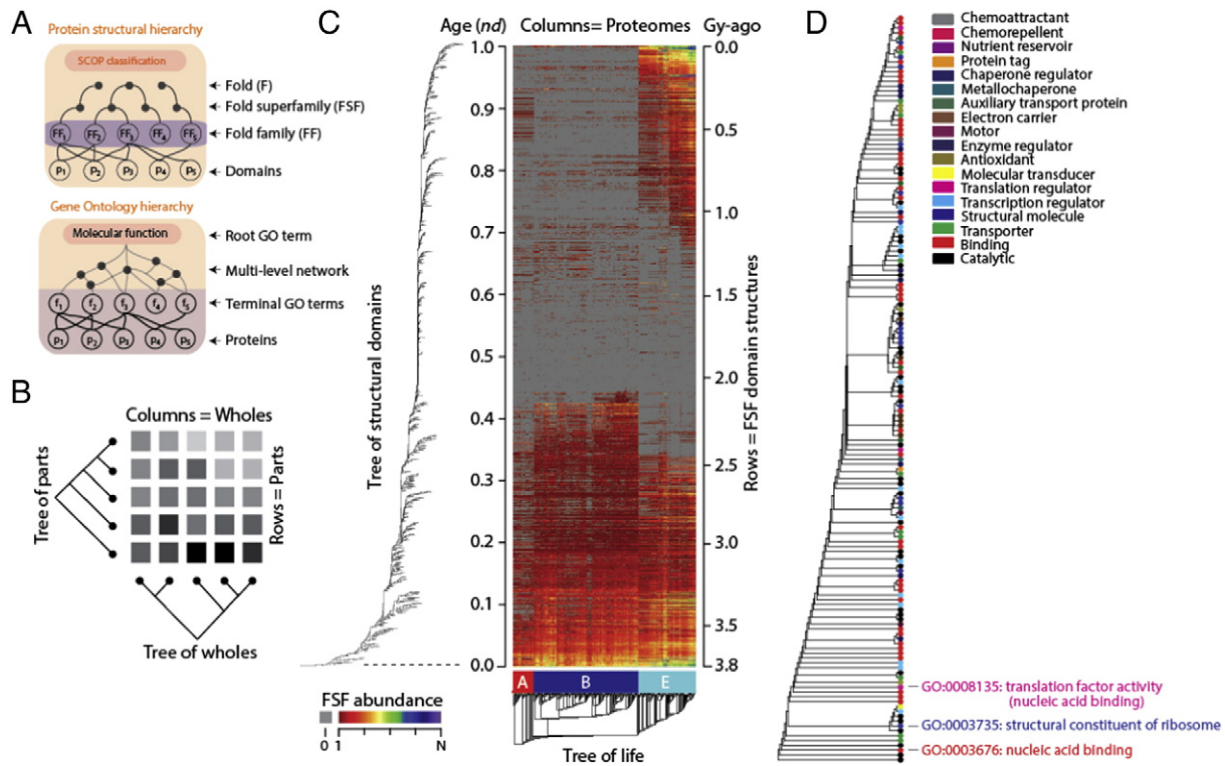 A
Protein structural hierarchy
SCOP classification
Fold (F)
Fold superfamily (FSF)
FF1 FF2 FF3 FF4 FF5
Fold family (FF)
P1 P2 P3 P4 P5
Domains
Gene Ontology hierarchy
Molecular function
Root GO term
Multi-level network
f1 f2 f3 f4 f5
Terminal GO terms
P1 P2 P3 P4 P5
Proteins
B
Columns = Wholes
Tree of parts
Rows = Parts
Tree of wholes
C
Age (nd)
Columns= Proteomes
Gy-ago
Tree of structural domains
1.0
0.9
0.8
0.7
0.6
0.5
0.4
0.3
0.2
0.1
0.0
0.0
0.5
1.0
1.5
2.0
2.5
3.0
3.5
3.8
Rows = FSF domain structures
A B E
FSF abundance
0 1 N
Tree of life
D
Chemoattractant
Chemorepellent
Nutrient reservoir
Protein tag
Chaperone regulator
Metallochaperone
Auxiliary transport protein
Electron carrier
Motor
Enzyme regulator
Antioxidant
Molecular transducer
Translation regulator
Transcription regulator
Structural molecule
Transporter
Binding
Catalytic
GO:0008135: translation factor activity
(nucleic acid binding)
GO:0003735: structural constituent of ribosome
GO:0003676: nucleic acid binding